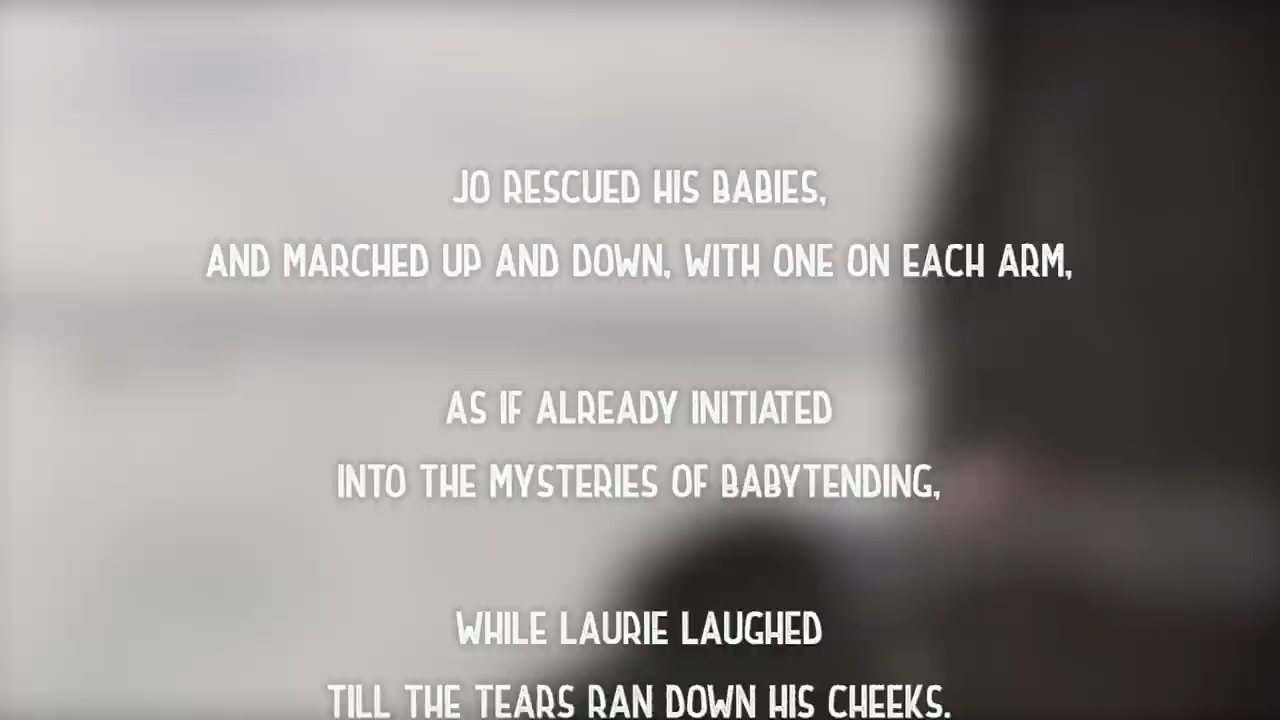 JO RESCUED HIS BABIES,
AND MARCHED UP AND DOWN, WITH ONE ON EACH ARM,
AS IF ALREADY INITIATED
INTO THE MYSTERIES OF BABYTENDING,
WHILE LAURIE LAUGHED
TILL THE TEARS RAN DOWN HIS CHEEKS.